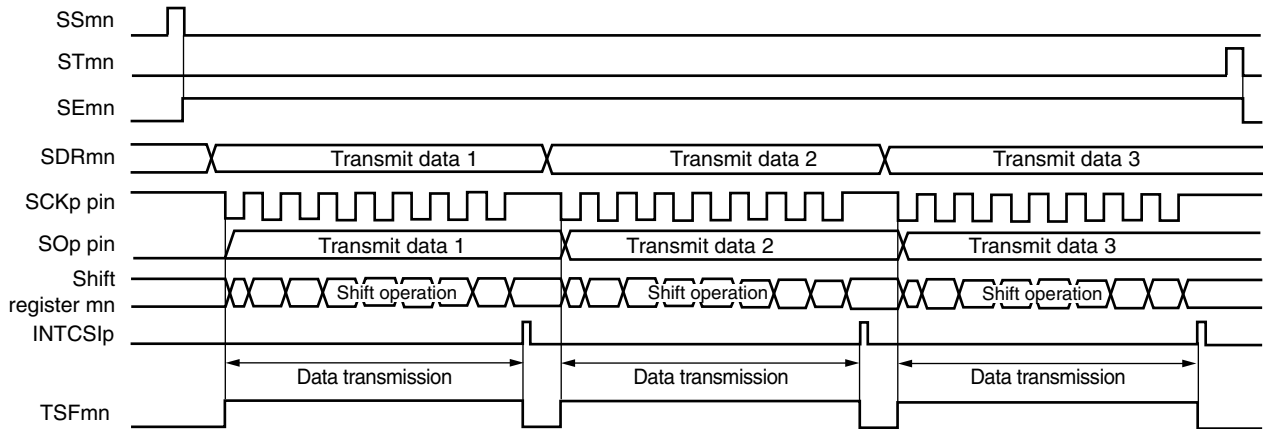 SSmn
STmn
SEmn
SDRmn Transmit data 1 Transmit data 2 Transmit data 3
SCKp pin
SOp pin Transmit data 1 Transmit data 2 Transmit data 3
Shift
register mn Shift operation Shift operation Shift operation
INTCSIp
Data transmission Data transmission Data transmission
TSFmn